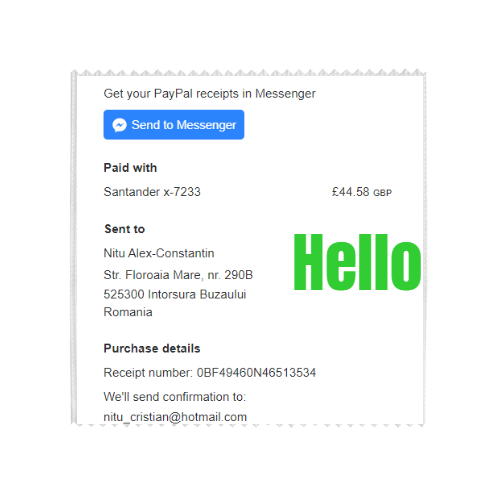 Get your PayPal receipts in Messenger
Send to Messenger
Paid with
Santander x-7233 £44.58 GBP
Sent to
Nitu Alex-Constantin
Hello
Str. Floroaia Mare, nr. 290B
525300 Intorsura Buzaului
Romania
Purchase details
Receipt number: 0BF49460N46513534
We'll send confirmation to:
nitu_cristian@hotmail.com